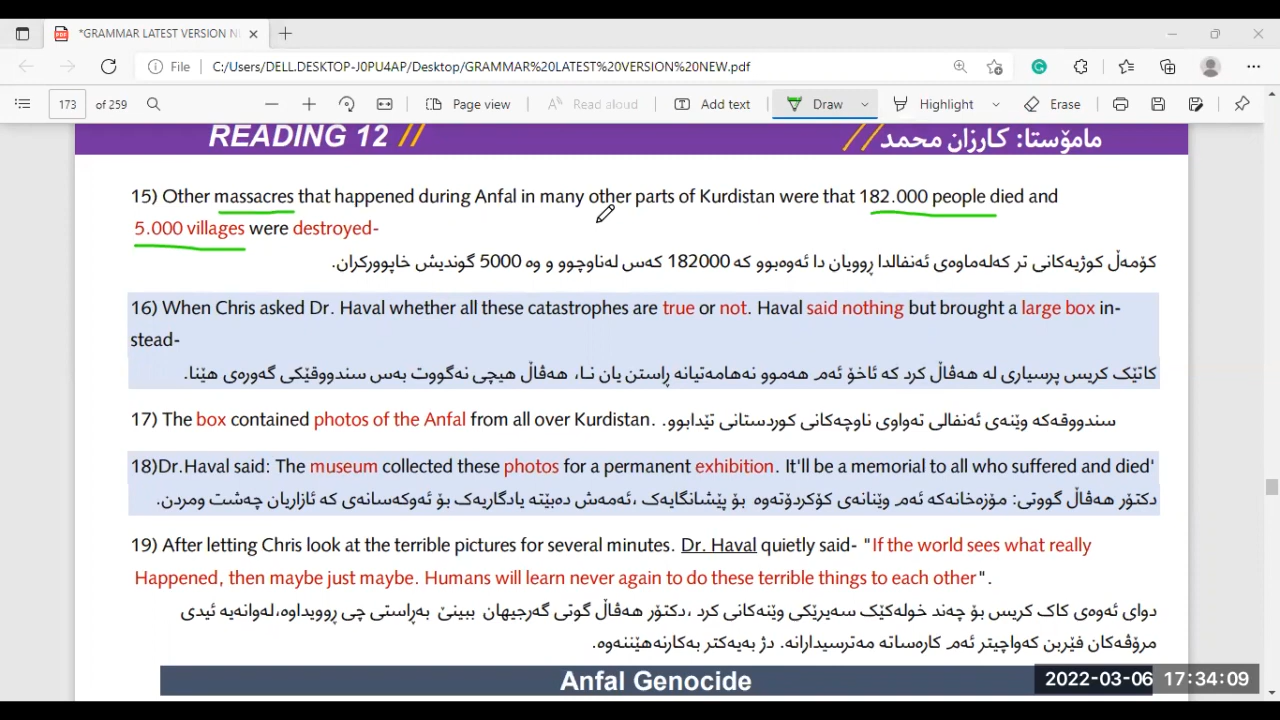 *GRAMMAR LATEST VERSION N
File C:/Users/DELL.DESKTOP-J0PU4AP/Desktop/GRAMMAR%20LATEST%20VERSION%20NEW.pdf
173 of 259 Page view Read aloud Add text Draw Highlight Erase
READING 12 // // مامۆستا: کارزان محمد
15) Other massacres that happened during Anfal in many other parts of Kurdistan were that 182.000 people died and
5.000 villages were destroyed-
کۆمەڵ کوژیەکانی تر کەلەماوەی ئەنفالدا ڕوویان دا ئەوەبوو کە 182000 کەس لەناوچوو و وە 5000 گوندیش خاپوورکران.
16) When Chris asked Dr. Haval whether all these catastrophes are true or not. Haval said nothing but brought a large box in-
stead-
کاتێک کریس پرسیاری لە هەڤاڵ کرد کە ئاخۆ ئەم هەموو نەهامەتیانە ڕاستن یان نـا، هەڤاڵ هیچی نەگووت بەس سندووقێکی گەورەی هێنا.
17) The box contained photos of the Anfal from all over Kurdistan. سندووقەکە وێنەی ئەنفالی تەواوی ناوچەکانی کوردستانی تێدابوو.
18)Dr.Haval said: The museum collected these photos for a permanent exhibition. It'll be a memorial to all who suffered and died'
دکتۆر هەڤاڵ گووتی: مۆزەخانەکە ئەم وێنانەی کۆکردۆتەوە بۆ پێشانگایەک ،ئەمەش دەبێتە یادگاریەک بۆ ئەوکەسانەی کە ئازاریان چەشت ومردن.
19) After letting Chris look at the terrible pictures for several minutes. Dr. Haval quietly said- "If the world sees what really
Happened, then maybe just maybe. Humans will learn never again to do these terrible things to each other".
دوای ئەوەی کاک کریس بۆ چەند خولەکێک سەیرێکی وێنەکانی کرد ،دکتۆر هەڤاڵ گوتی گەرجیهان ببینێ بەڕاستی چی ڕوویداوە،لەوانەیە ئیدی
مرۆڤەکان فێربن کەواچیتر ئەم کارەساتە مەترسیدارانە. دژ بەیەکتر بەکارنەهێننەوە.
Anfal Genocide
2022-03-06 17:34:09